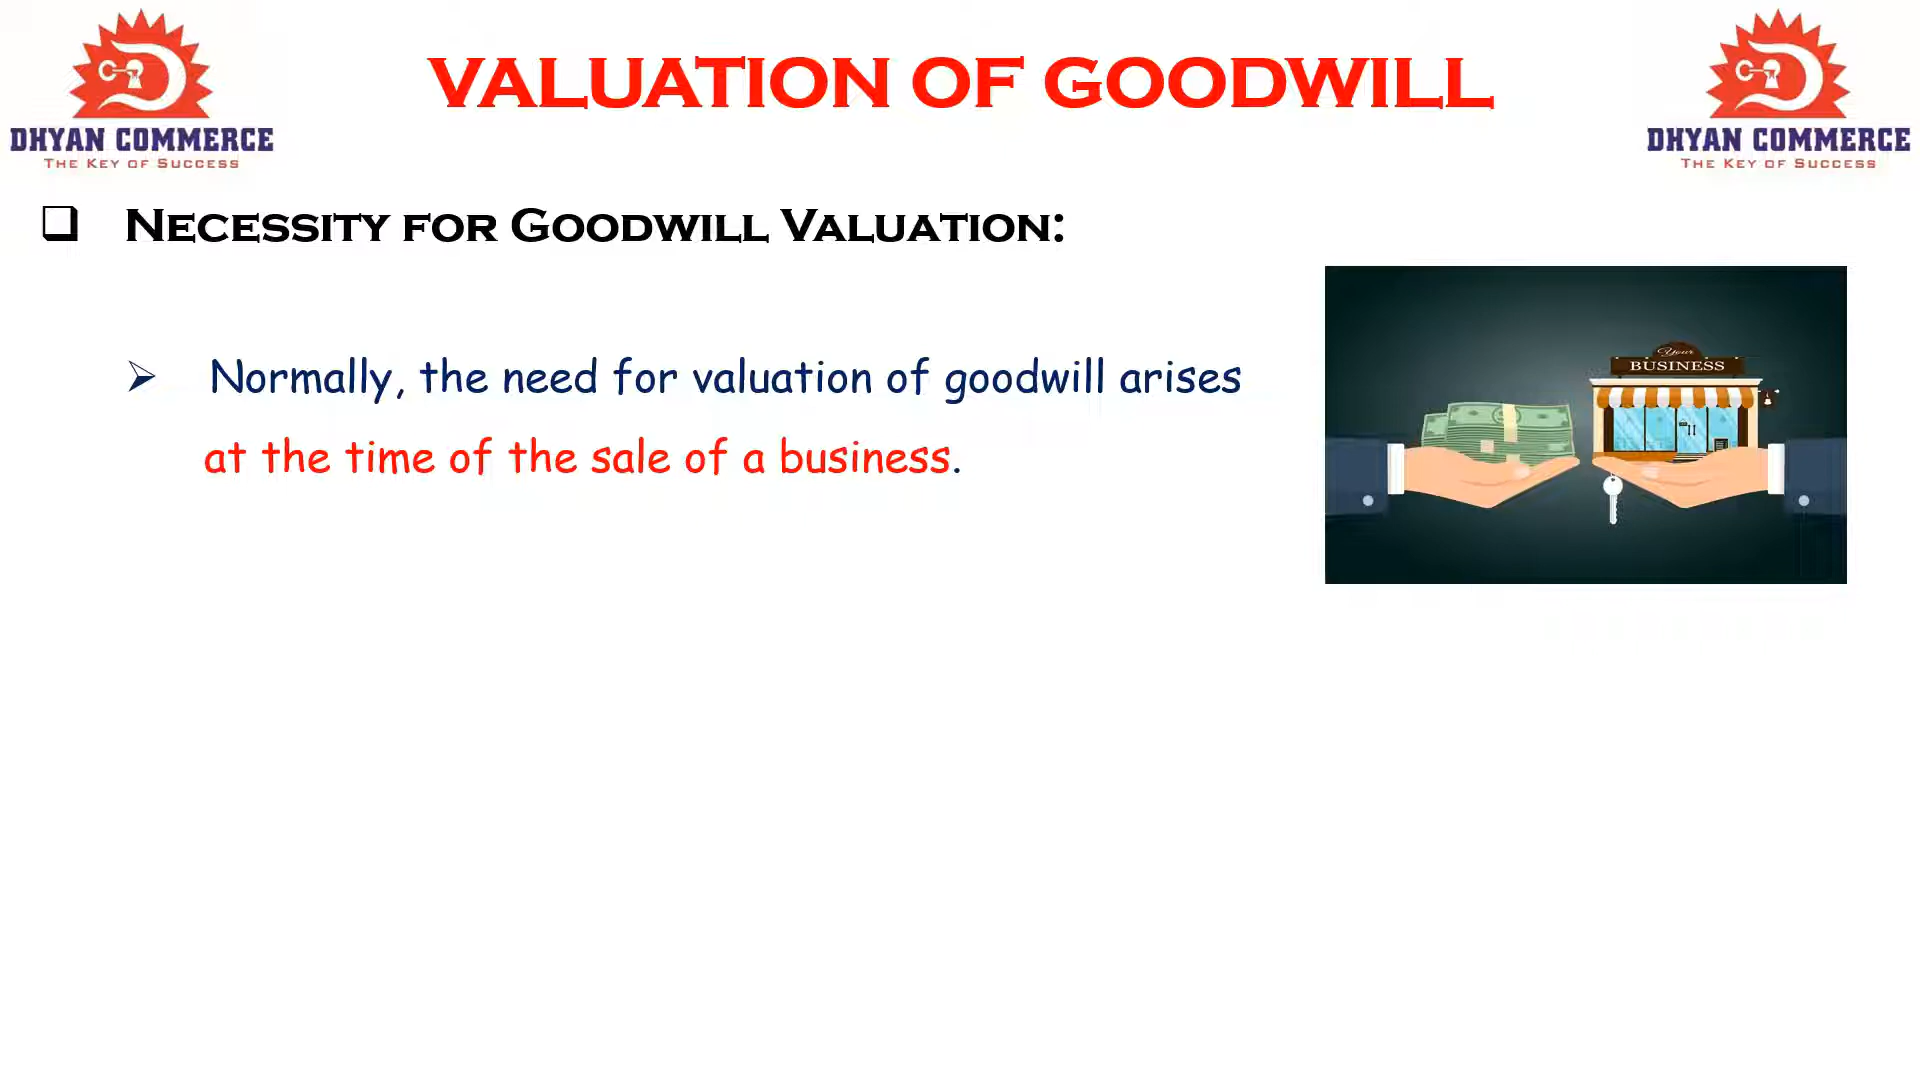 VALUATION OF GOODWILL
DHYAN COMMERCE
THE KEY OF SUCCESS
DHYAN COMMERCE
THE KEY OF SUCCESS
NECESSITY FOR GOODWILL VALUATION:
Normally, the need for valuation of goodwill arises
at the time of the sale of a business.
Your
BUSINESS